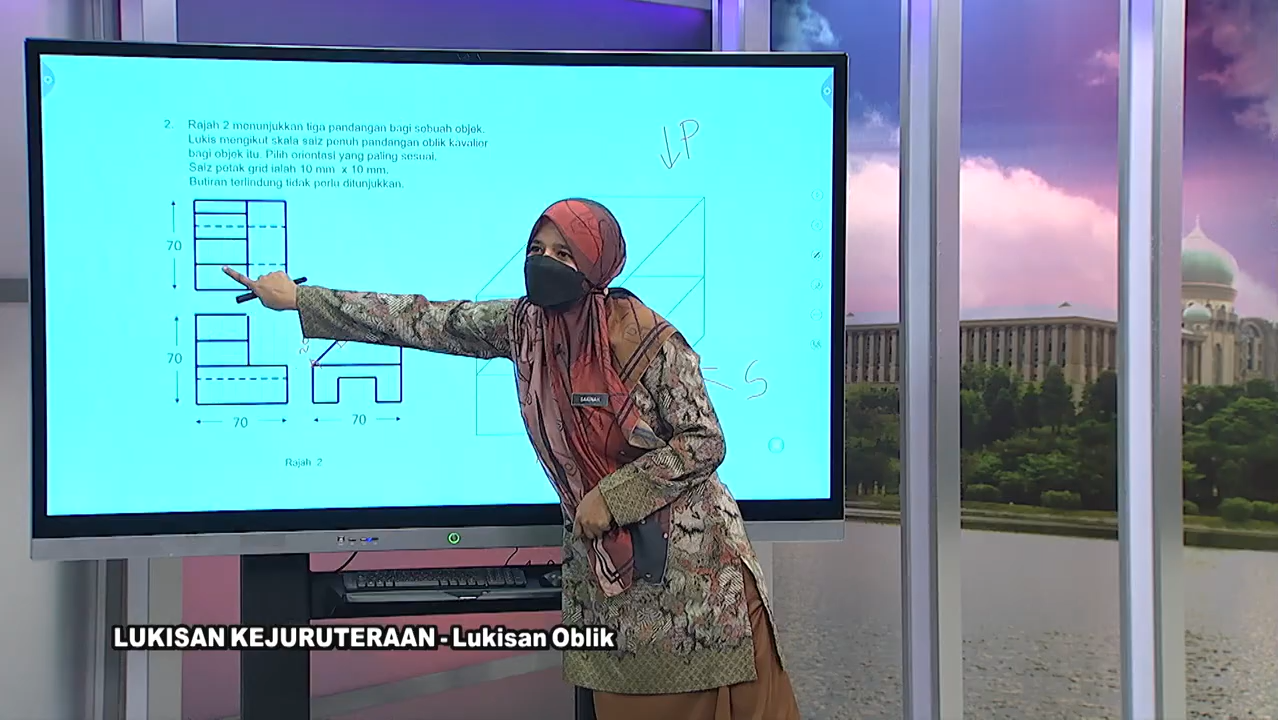 2. Rajah 2 menunjukkan tiga pandangan bagi sebuah objek.
Lukis mengikut skala saiz penuh pandangan oblik kavalier
bagi objek itu. Pilih orientasi yang paling sesuai.
Saiz petak grid ialah 10 mm x 10 mm.
Butiran terlindung tidak perlu ditunjukkan.
P
70
70
70
70
S
Rajah 2
SAKINAH
LUKISAN KEJURUTERAAN - Lukisan Oblik